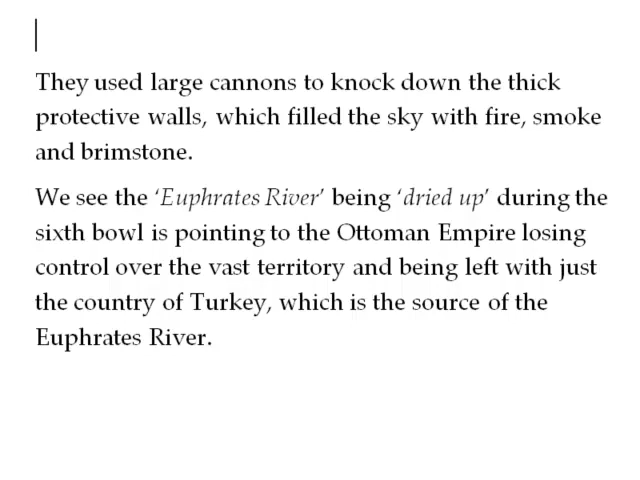 They used large cannons to knock down the thick
protective walls, which filled the sky with fire, smoke
and brimstone.
We see the ‘Euphrates River’ being ‘dried up’ during the
sixth bowl is pointing to the Ottoman Empire losing
control over the vast territory and being left with just
the country of Turkey, which is the source of the
Euphrates River.